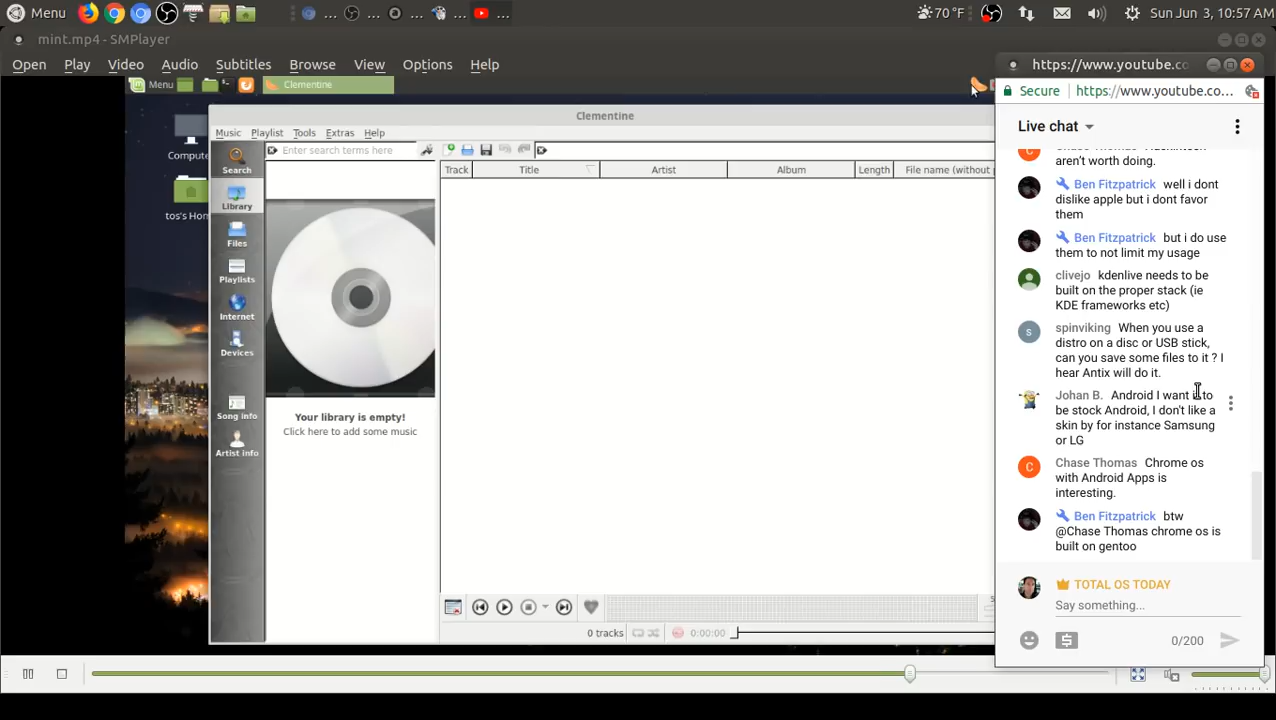 Menu
...
...
...
...
...
70 °F
Sun Jun 3, 10:57 AM
mint.mp4 - SMPlayer
Open Play Video Audio Subtitles Browse View Options Help
https://www.youtube.co
Secure https://www.youtube.co...
Menu
Clementine
Clementine
Music Playlist Tools Extras Help
Enter search terms here
Search
Library
Files
Playlists
Internet
Devices
Song info
Artist info
Compute
tos's Hom
Your library is empty!
Click here to add some music
Track Title Artist Album Length File name (without p
0 tracks
0:00:00
Live chat
aren't worth doing.
Ben Fitzpatrick well i dont
dislike apple but i dont favor
them
Ben Fitzpatrick but i do use
them to not limit my usage
clivejo kdenlive needs to be
built on the proper stack (ie
KDE frameworks etc)
spinviking When you use a
distro on a disc or USB stick,
can you save some files to it ? I
hear Antix will do it.
Johan B. Android I want it to
be stock Android, I don't like a
skin by for instance Samsung
or LG
Chase Thomas Chrome os
with Android Apps is
interesting.
Ben Fitzpatrick btw
@Chase Thomas chrome os is
built on gentoo
TOTAL OS TODAY
Say something...
0/200